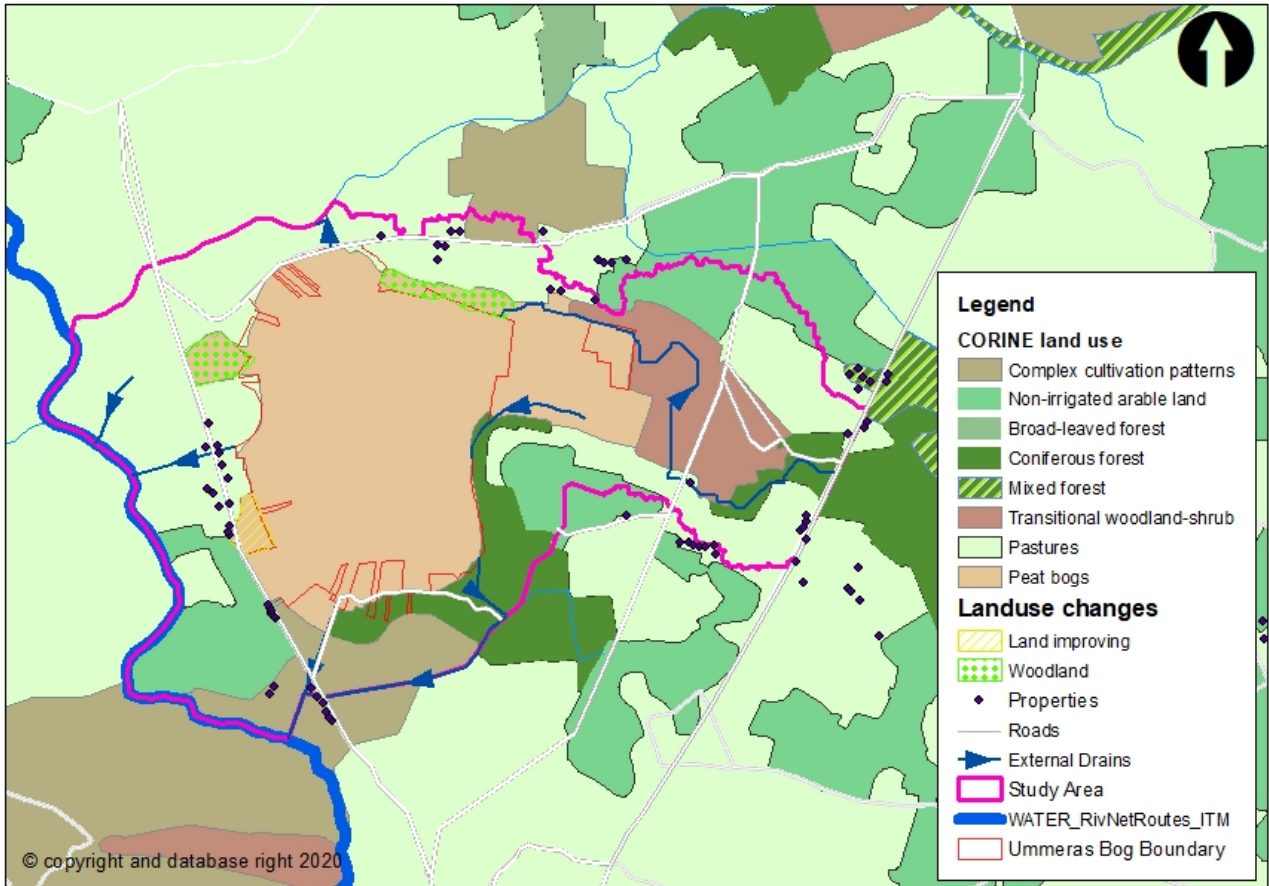 Legend
CORINE land use
Complex cultivation patterns
Non-irrigated arable land
Broad-leaved forest
Coniferous forest
Mixed forest
Transitional woodland-shrub
Pastures
Peat bogs
Landuse changes
Land improving
Woodland
Properties
Roads
External Drains
Study Area
WATER_RivNetRoutes_ITM
Ummeras Bog Boundary
© copyright and database right 2020